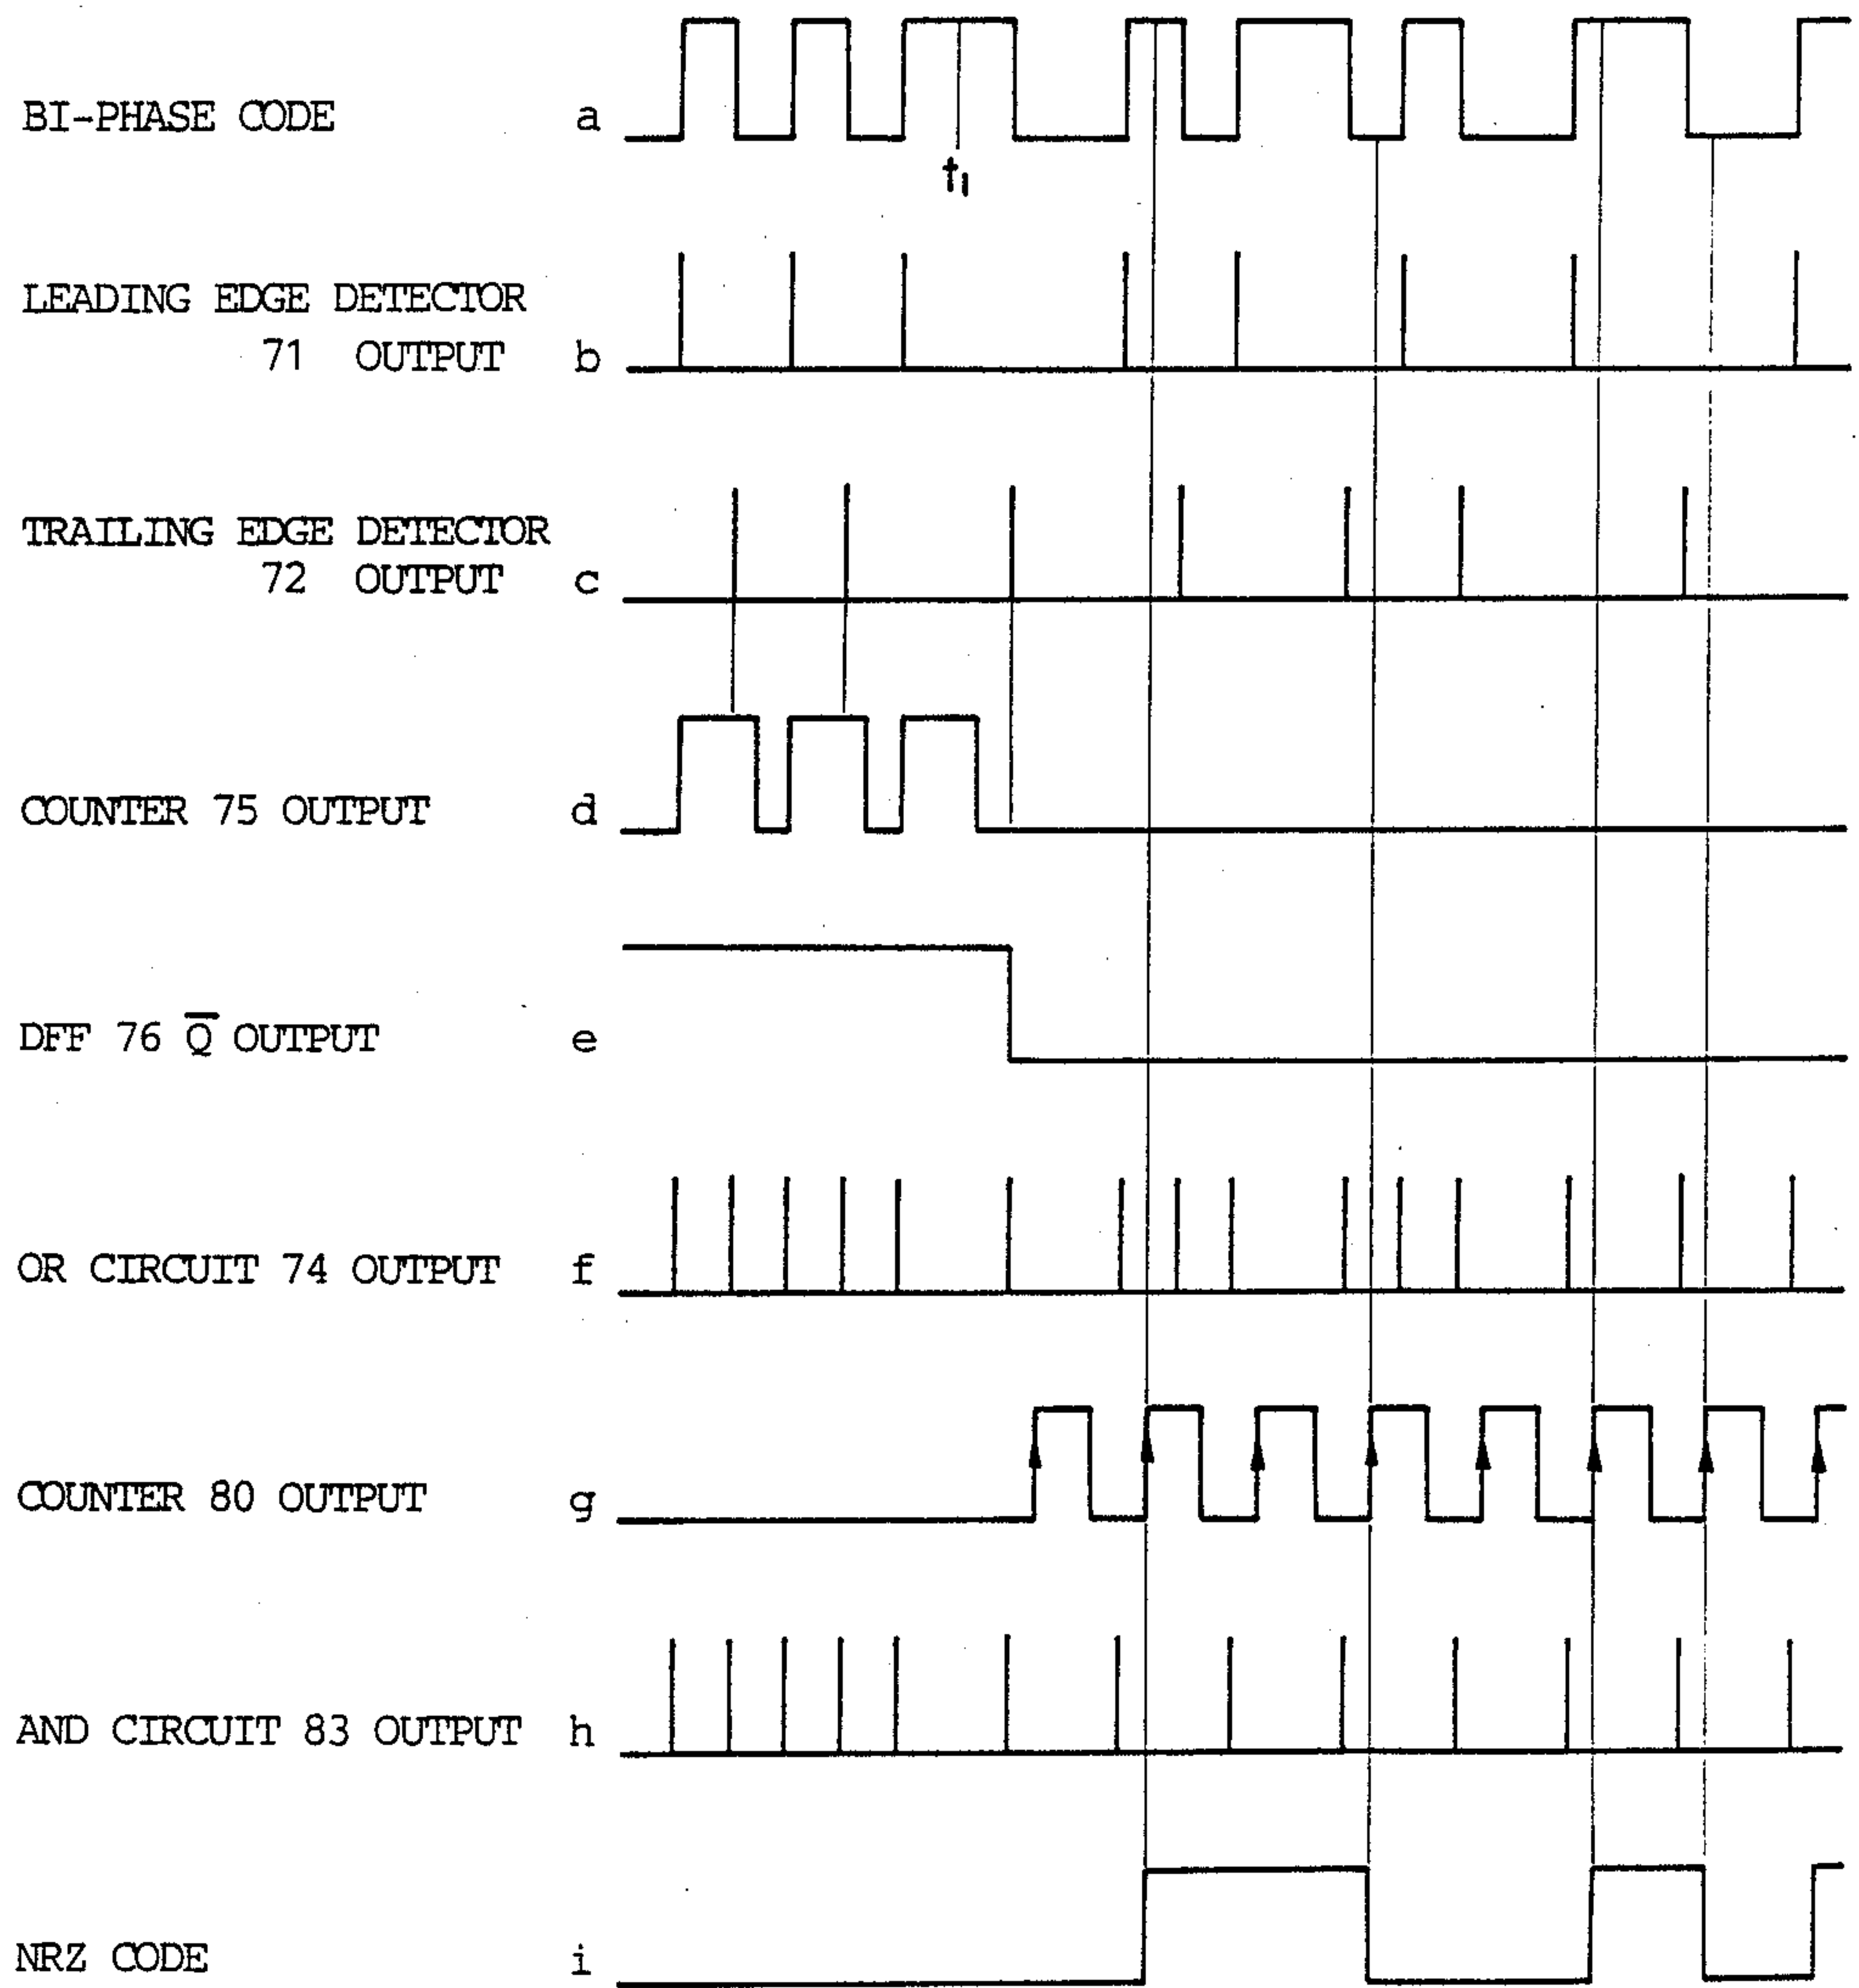 BI-PHASE CODE a
t1
LEADING EDGE DETECTOR
71 OUTPUT b
TRAILING EDGE DETECTOR
72 OUTPUT c
COUNTER 75 OUTPUT d
DFF 76 Q̅ OUTPUT e
OR CIRCUIT 74 OUTPUT f
COUNTER 80 OUTPUT g
AND CIRCUIT 83 OUTPUT h
NRZ CODE i